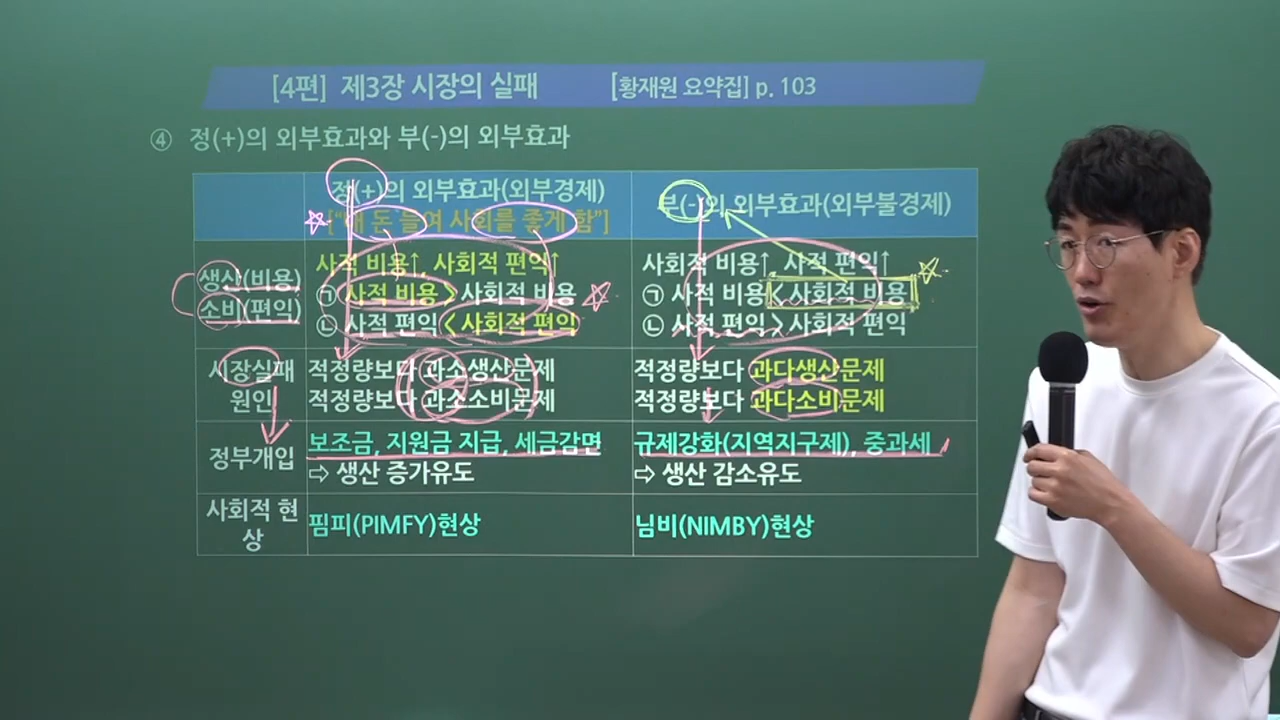 [4편] 제3장 시장의 실패 [황재원 요약집] p. 103
④ 정(+)의 외부효과와 부(-)의 외부효과
정(+)의 외부효과(외부경제)
["내 돈 들여 사회를 좋게 함"]
부(-)의 외부효과(외부불경제)
생산(비용)
소비(편익)
사적 비용↑, 사회적 편익↑
㉠ 사적 비용 > 사회적 비용
㉡ 사적 편익 < 사회적 편익
사회적 비용↑, 사적 편익↑
㉠ 사적 비용 < 사회적 비용
㉡ 사적 편익 > 사회적 편익
시장실패
원인
적정량보다 과소생산문제
적정량보다 과소소비문제
적정량보다 과다생산문제
적정량보다 과다소비문제
정부개입
보조금, 지원금 지급, 세금감면
⇨ 생산 증가유도
규제강화(지역지구제), 중과세
⇨ 생산 감소유도
사회적 현
상
핌피(PIMFY)현상
님비(NIMBY)현상